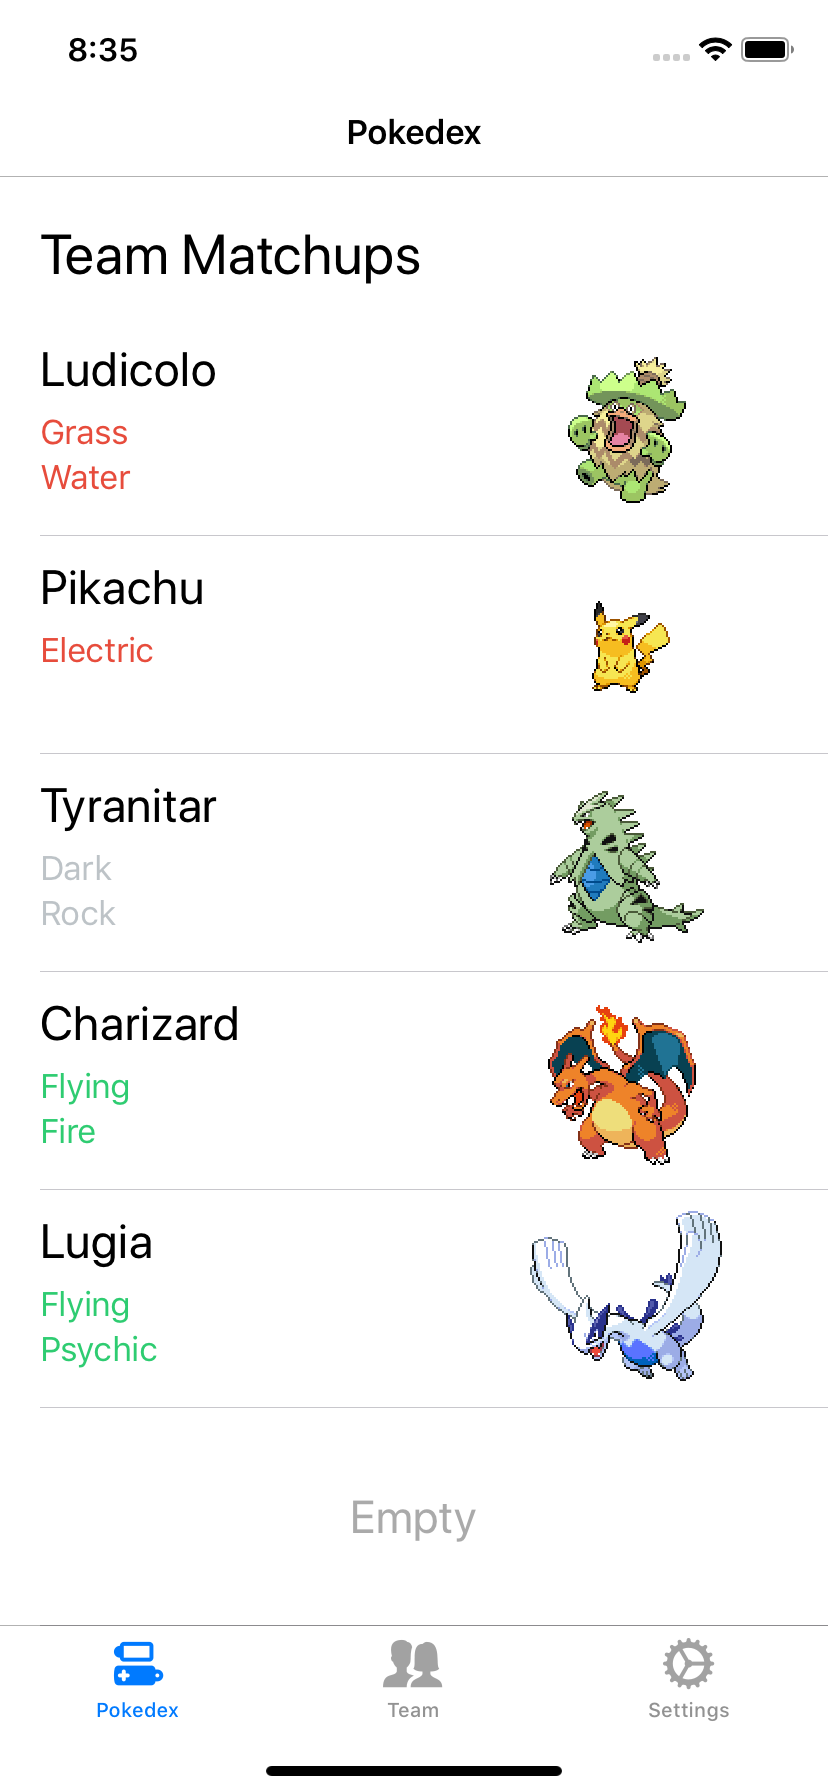 8:35
Pokedex
Team Matchups
Ludicolo
Grass
Water
Pikachu
Electric
Tyranitar
Dark
Rock
Charizard
Flying
Fire
Lugia
Flying
Psychic
Empty
Pokedex Team Settings